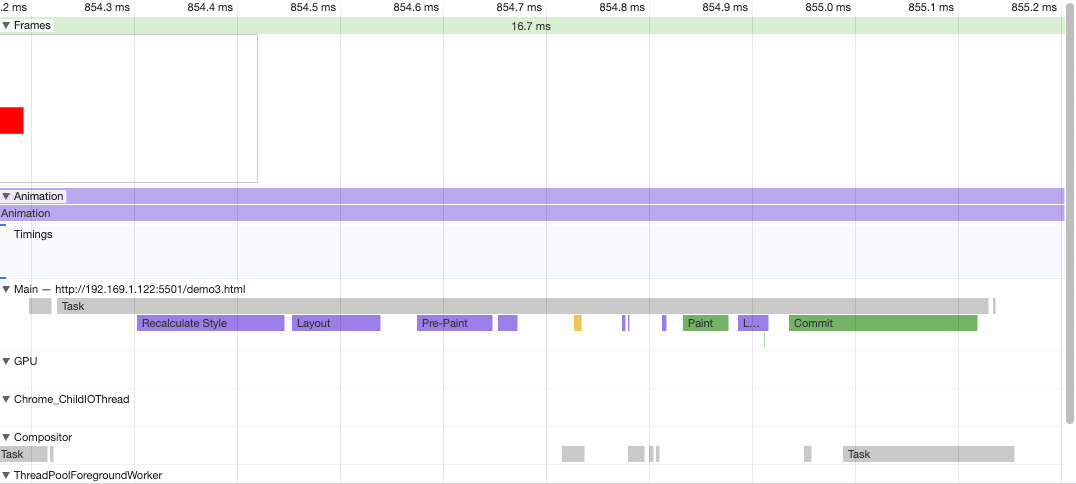 .2 ms 854.3 ms 854.4 ms 854.5 ms 854.6 ms 854.7 ms 854.8 ms 854.9 ms 855.0 ms 855.1 ms 855.2 ms
Frames 16.7 ms
Animation
Animation
Timings
Main — http://192.169.1.122:5501/demo3.html
Task
Recalculate Style Layout Pre-Paint Paint L... Commit
GPU
Chrome_ChildIOThread
Compositor
Task Task
ThreadPoolForegroundWorker